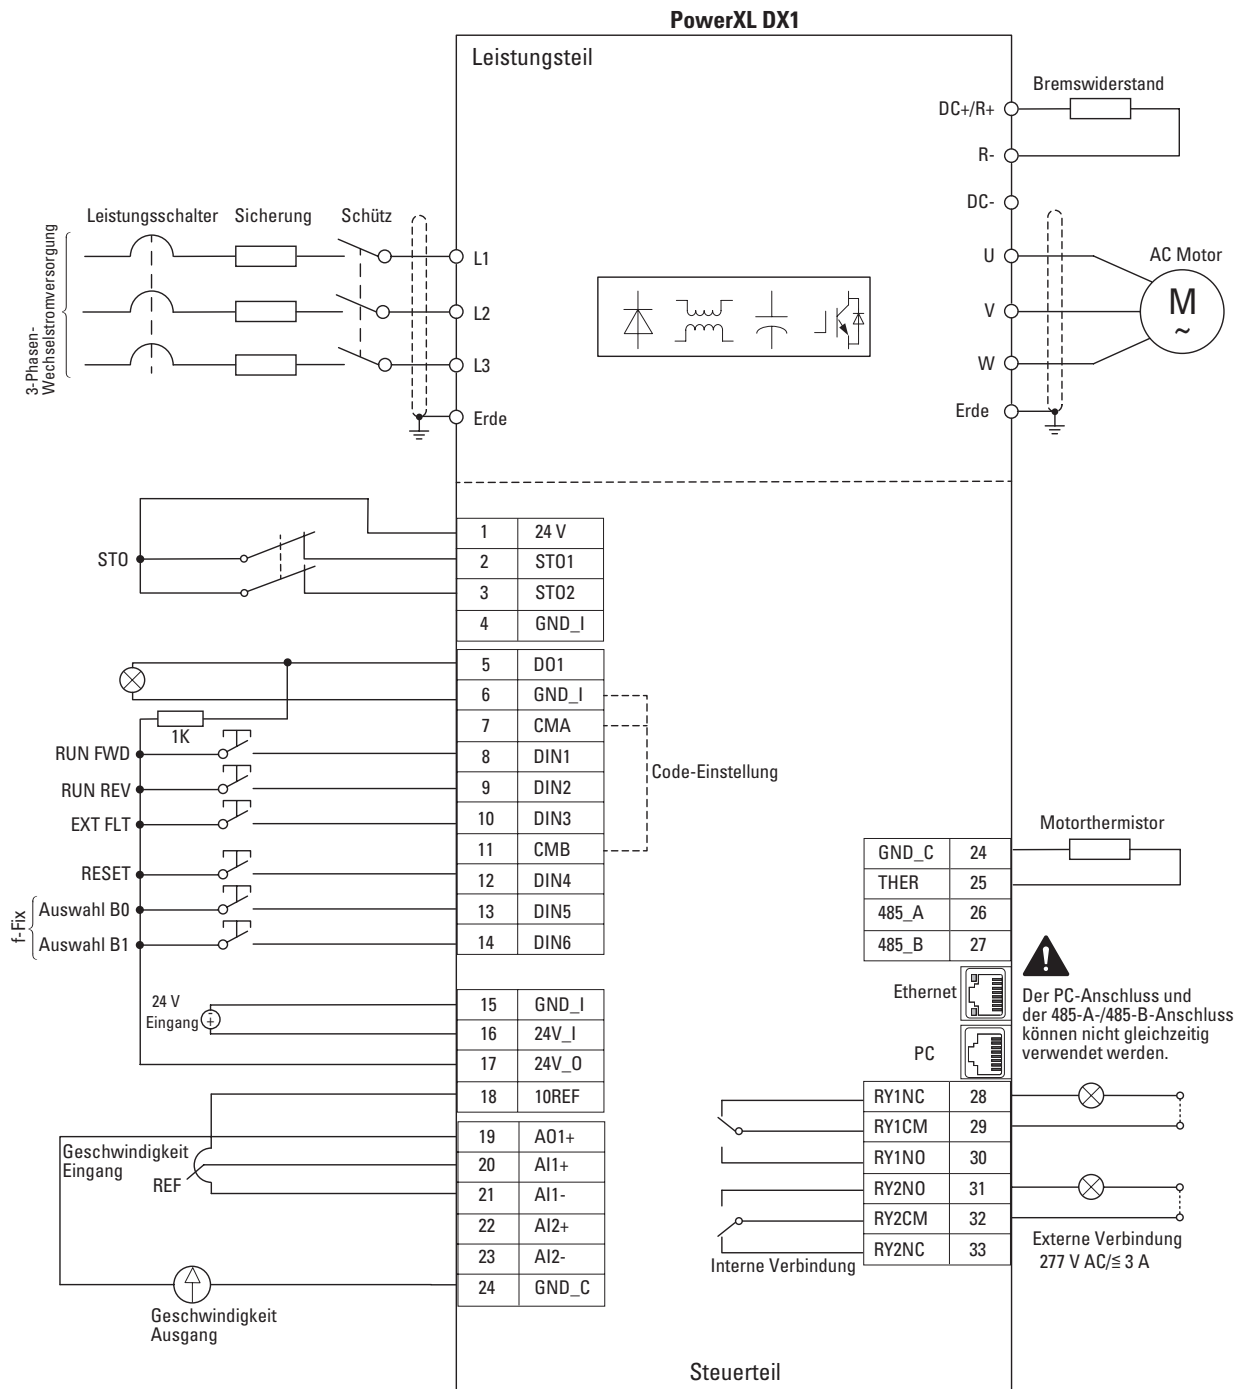 PowerXL DX1
Leistungsteil
Bremswiderstand
DC+/R+
R-
DC-
Leistungsschalter
Sicherung
Schütz
3-Phasen-
Wechselstromversorgung
L1
L2
L3
Erde
U
V
W
Erde
AC Motor
M
~
STO
1 24 V
2 STO1
3 STO2
4 GND_I
5 DO1
6 GND_I
7 CMA
8 DIN1
9 DIN2
10 DIN3
11 CMB
12 DIN4
13 DIN5
14 DIN6
1K
RUN FWD
RUN REV
EXT FLT
RESET
f-Fix
Auswahl B0
Auswahl B1
Code-Einstellung
24 V
Eingang
15 GND_I
16 24V_I
17 24V_O
18 10REF
19 AO1+
20 AI1+
21 AI1-
22 AI2+
23 AI2-
24 GND_C
Geschwindigkeit
Eingang
REF
Geschwindigkeit
Ausgang
Motorthermistor
GND_C 24
THER 25
485_A 26
485_B 27
Ethernet
PC
Der PC-Anschluss und
der 485-A-/485-B-Anschluss
können nicht gleichzeitig
verwendet werden.
RY1NC 28
RY1CM 29
RY1NO 30
RY2NO 31
RY2CM 32
RY2NC 33
Interne Verbindung
Externe Verbindung
277 V AC/≦ 3 A
Steuerteil